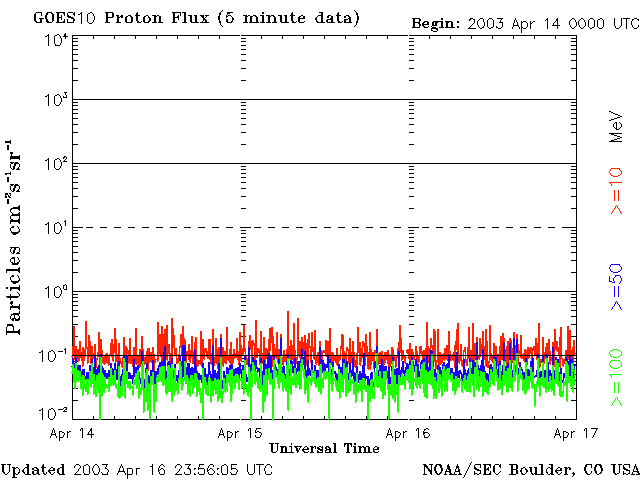 GOES10 Proton Flux (5 minute data)
Begin: 2003 Apr 14 0000 UTC
Particles cm⁻²s⁻¹sr⁻¹
10⁴
10³
10²
10¹
10⁰
10⁻¹
10⁻²
Apr 14
Apr 15
Apr 16
Apr 17
Universal Time
>=100 >=50 >=10 MeV
Updated 2003 Apr 16 23:56:05 UTC
NOAA/SEC Boulder, CO USA